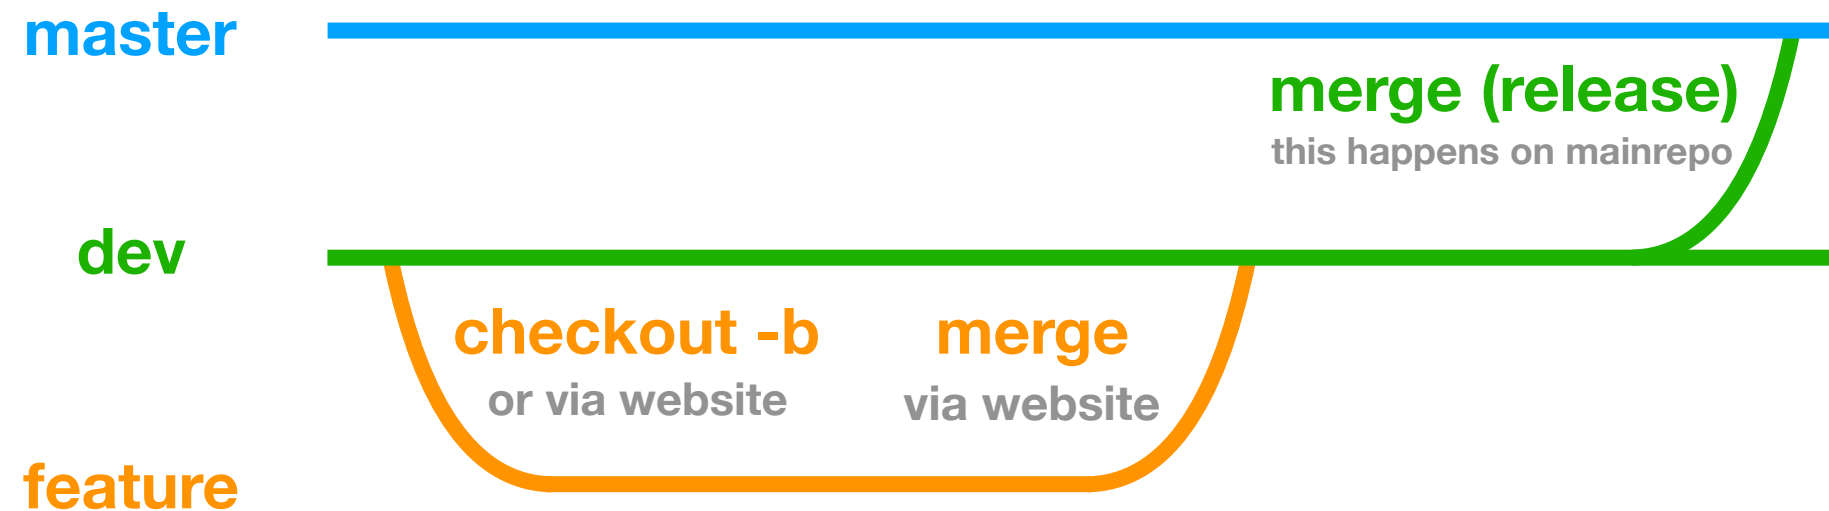 master
merge (release)
this happens on mainrepo
dev
checkout -b
or via website
merge
via website
feature